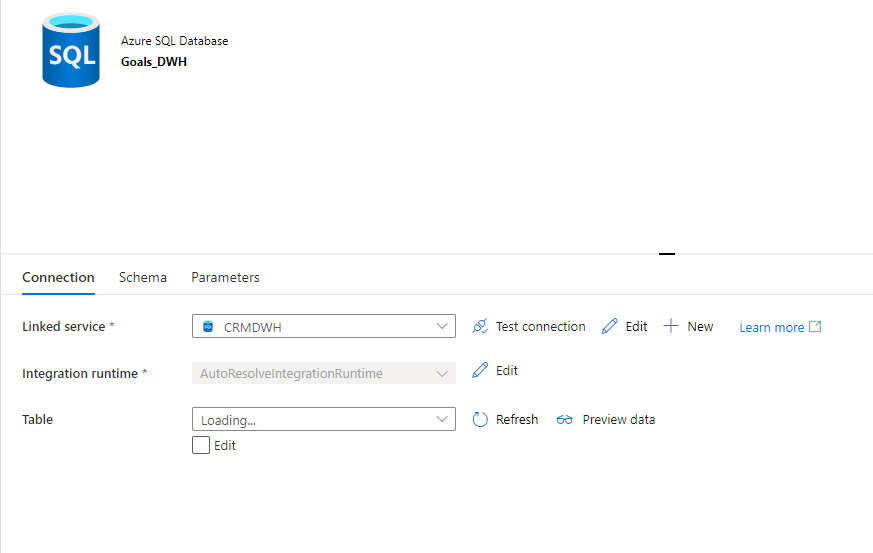 SQL
Azure SQL Database
Goals_DWH
Connection Schema Parameters
Linked service * SQL CRMDWH Test connection Edit New Learn more
Integration runtime * AutoResolveIntegrationRuntime Edit
Table Loading... Refresh Preview data
Edit